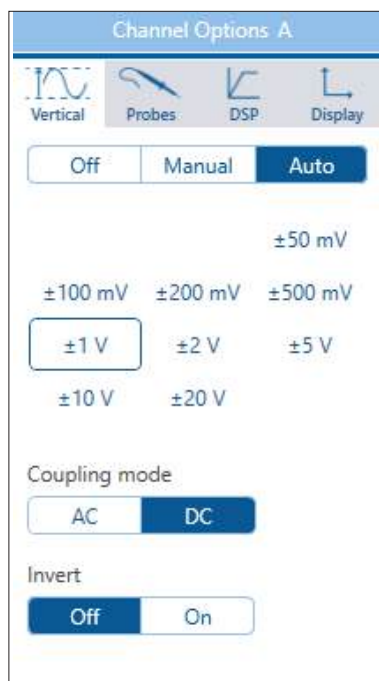 Channel Options A
Vertical Probes DSP Display
Off Manual Auto
±50 mV
±100 mV ±200 mV ±500 mV
±1 V ±2 V ±5 V
±10 V ±20 V
Coupling mode
AC DC
Invert
Off On